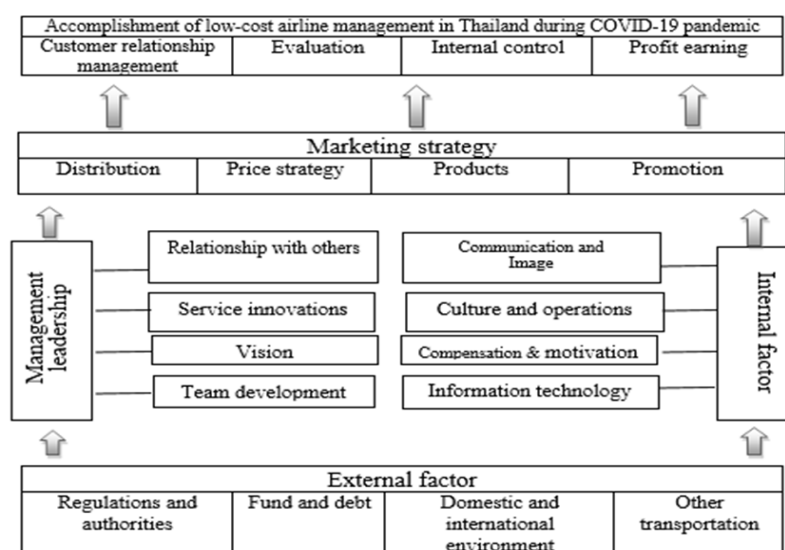 Accomplishment of low-cost airline management in Thailand during COVID-19 pandemic
Customer relationship
management
Evaluation
Internal control
Profit earning
Marketing strategy
Distribution
Price strategy
Products
Promotion
Management
leadership
Relationship with others
Service innovations
Vision
Team development
Communication and
Image
Culture and operations
Compensation & motivation
Information technology
Internal factor
External factor
Regulations and
authorities
Fund and debt
Domestic and
international
environment
Other
transportation